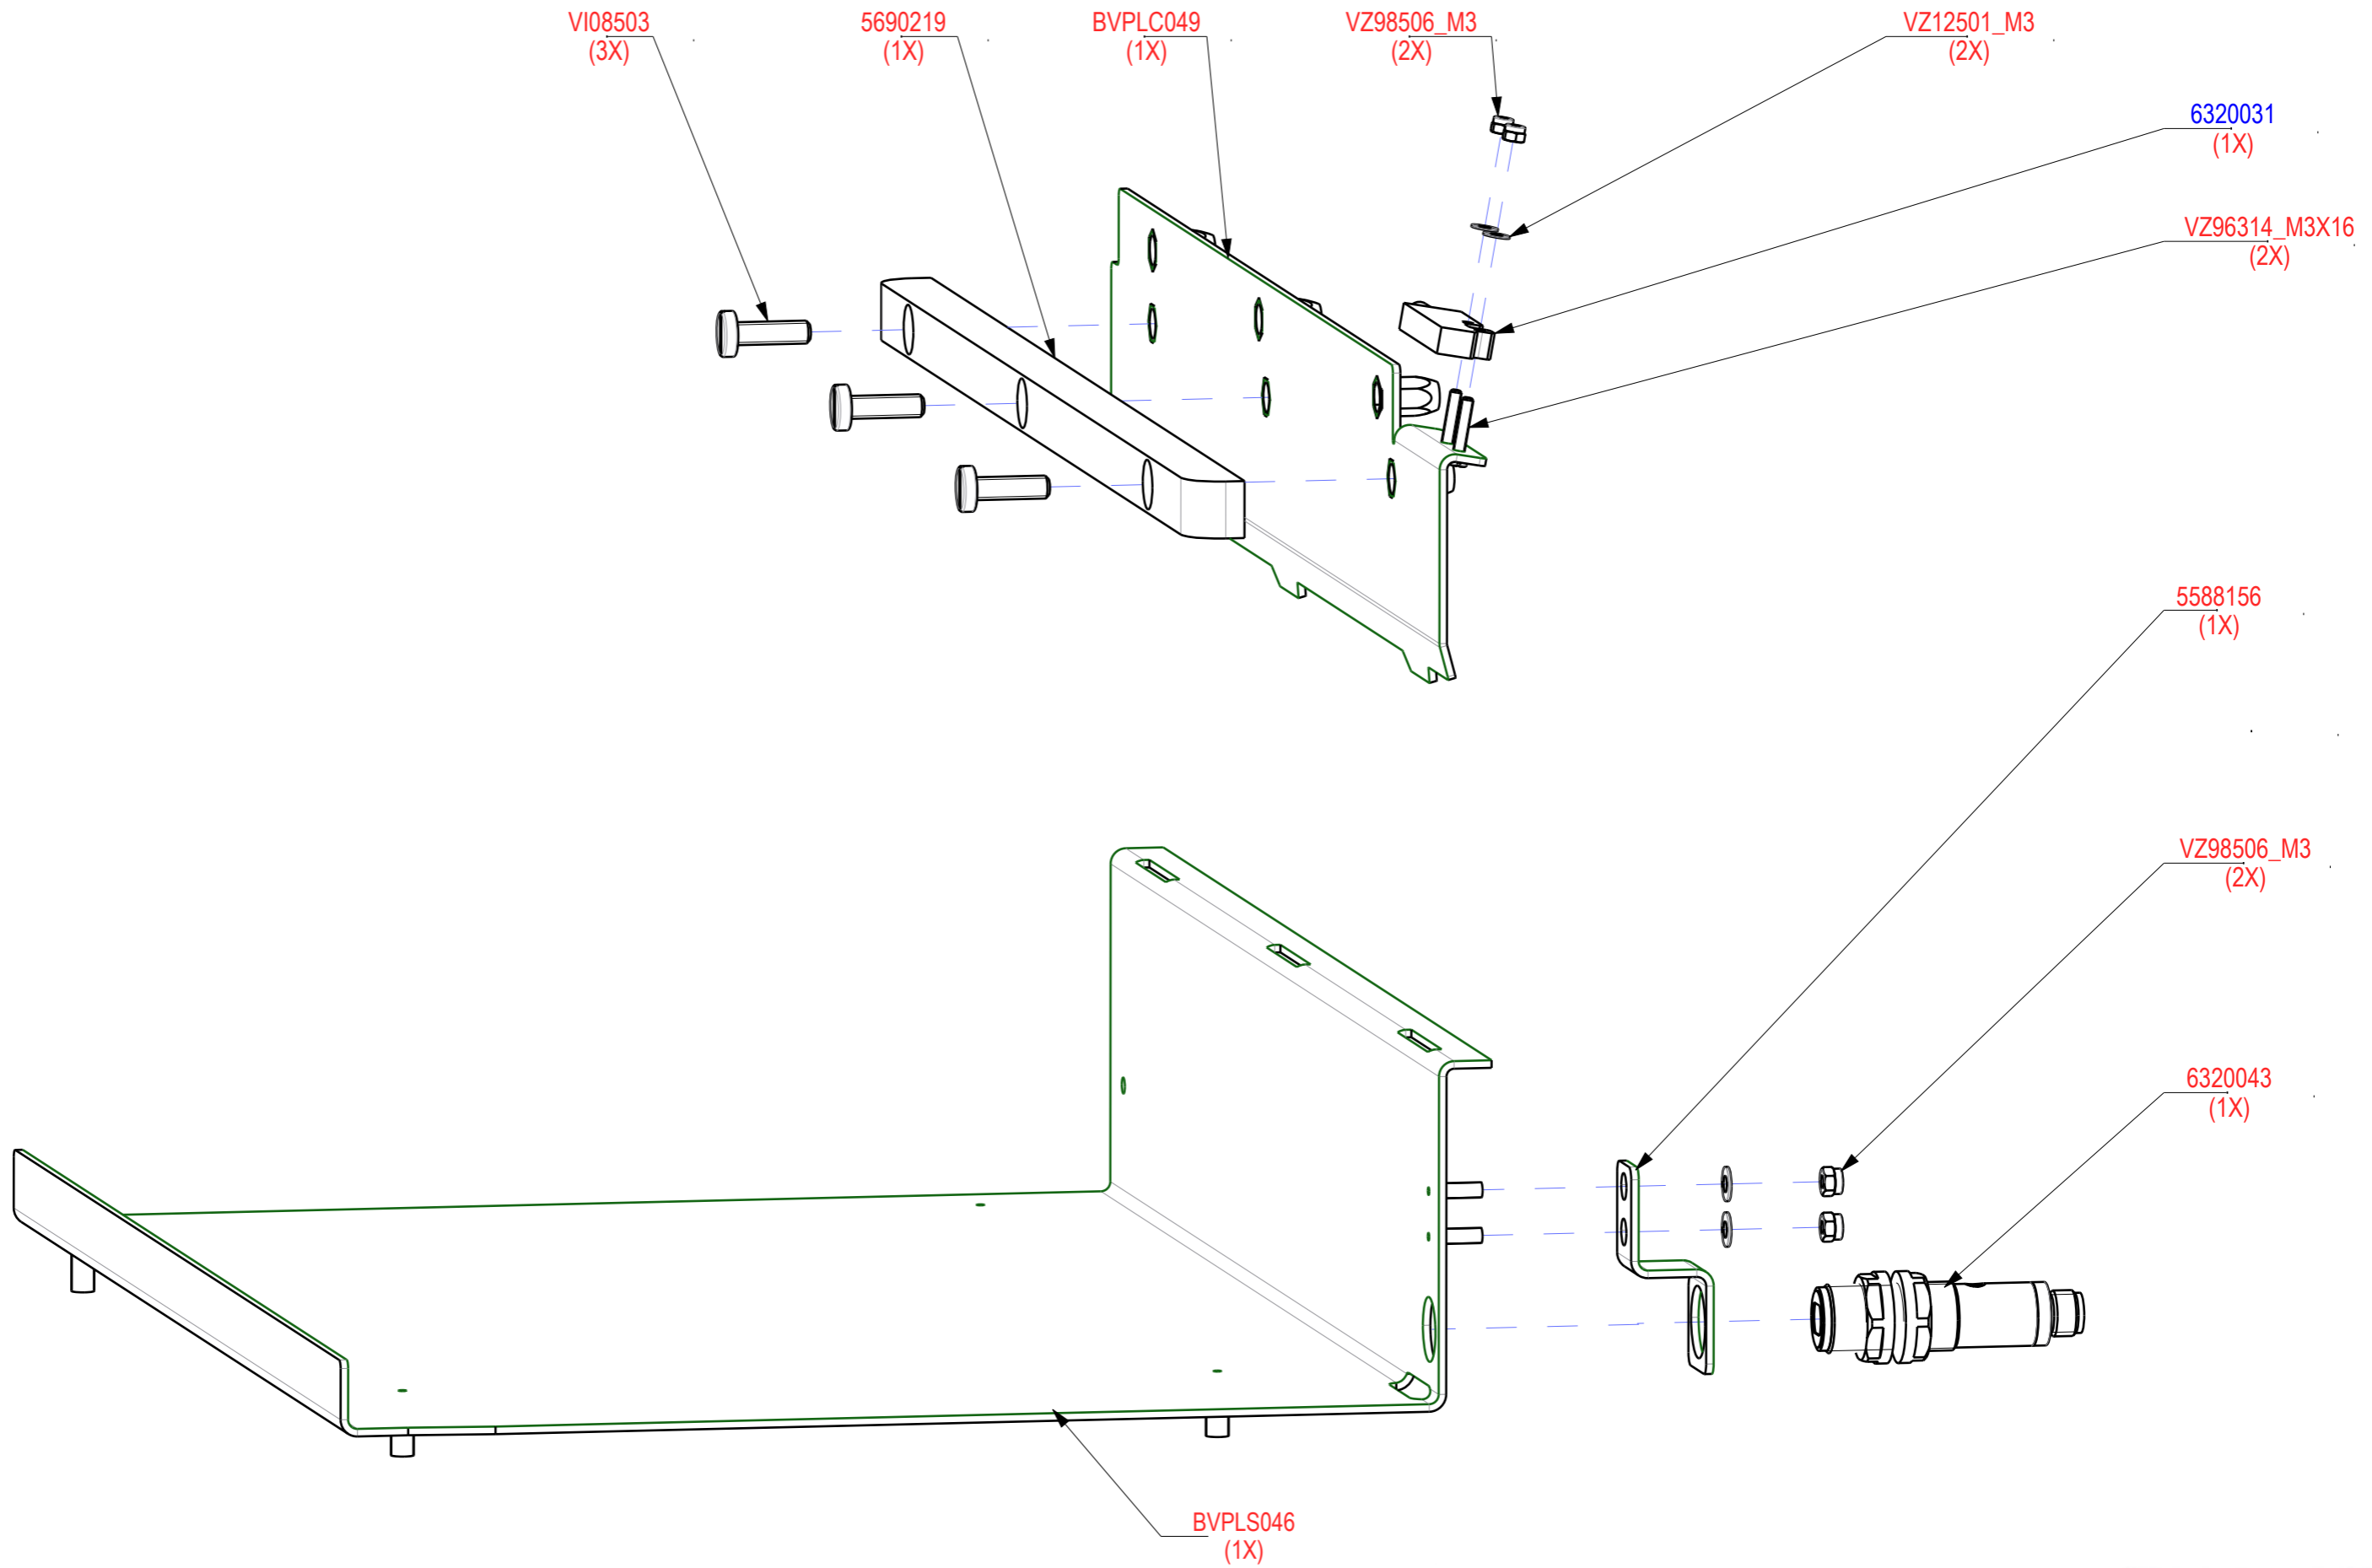 VI08503
(3X)
5690219
(1X)
BVPLC049
(1X)
VZ98506_M3
(2X)
VZ12501_M3
(2X)
6320031
(1X)
VZ96314_M3X16
(2X)
5588156
(1X)
VZ98506_M3
(2X)
6320043
(1X)
BVPLS046
(1X)